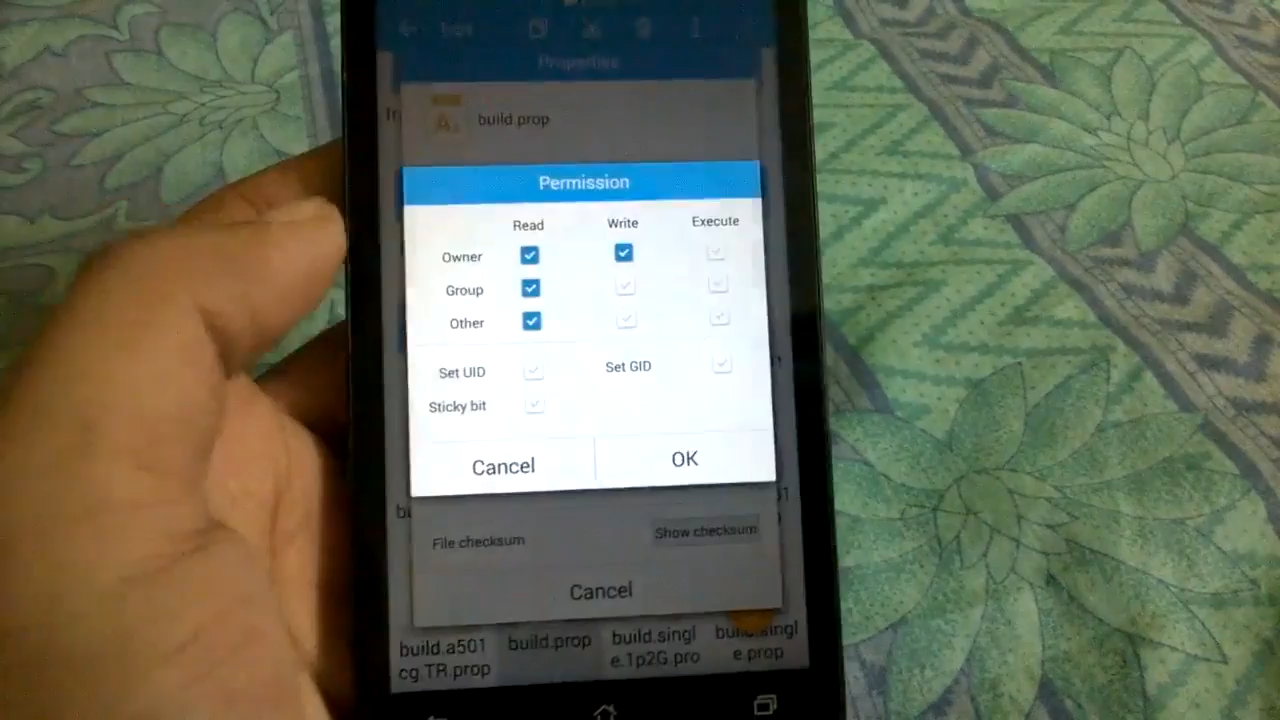 Properties
build.prop
Permission
Read Write Execute
Owner
Group
Other
Set UID Set GID
Sticky bit
Cancel OK
File checksum Show checksum
Cancel
build.a501 build.prop build.singl build.singl
cg.TR.prop e.1p2G.pro e.prop